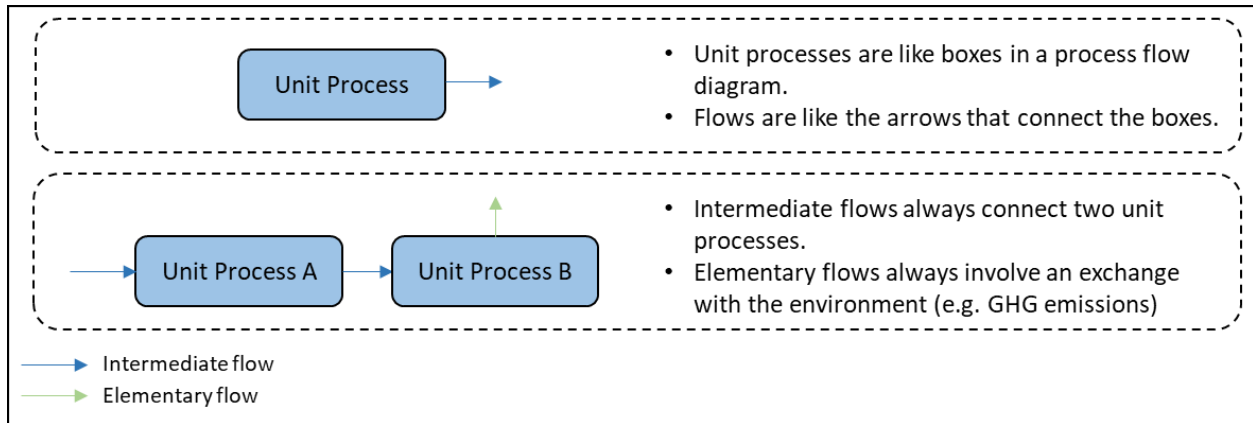 Unit Process
• Unit processes are like boxes in a process flow
diagram.
• Flows are like the arrows that connect the boxes.
Unit Process A
Unit Process B
• Intermediate flows always connect two unit
processes.
• Elementary flows always involve an exchange
with the environment (e.g. GHG emissions)
Intermediate flow
Elementary flow